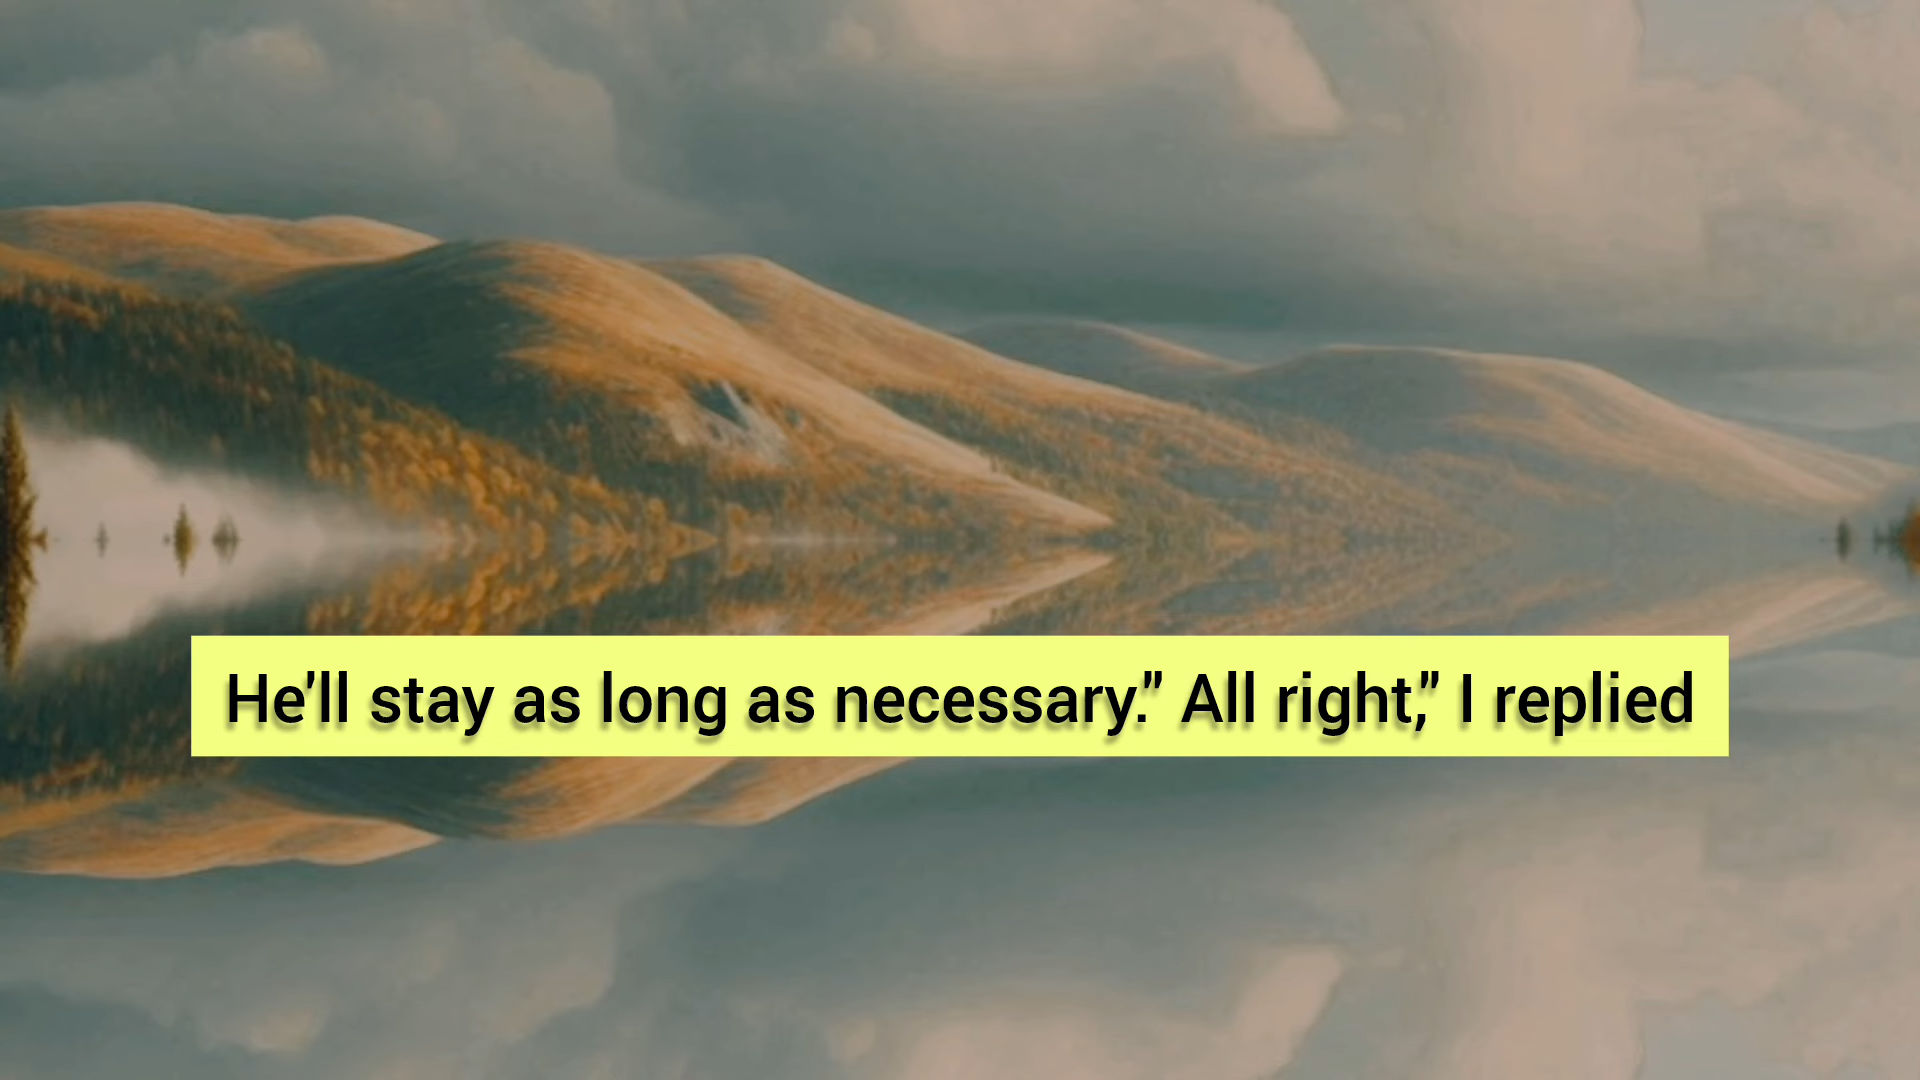 He'll stay as long as necessary.” All right,” I replied